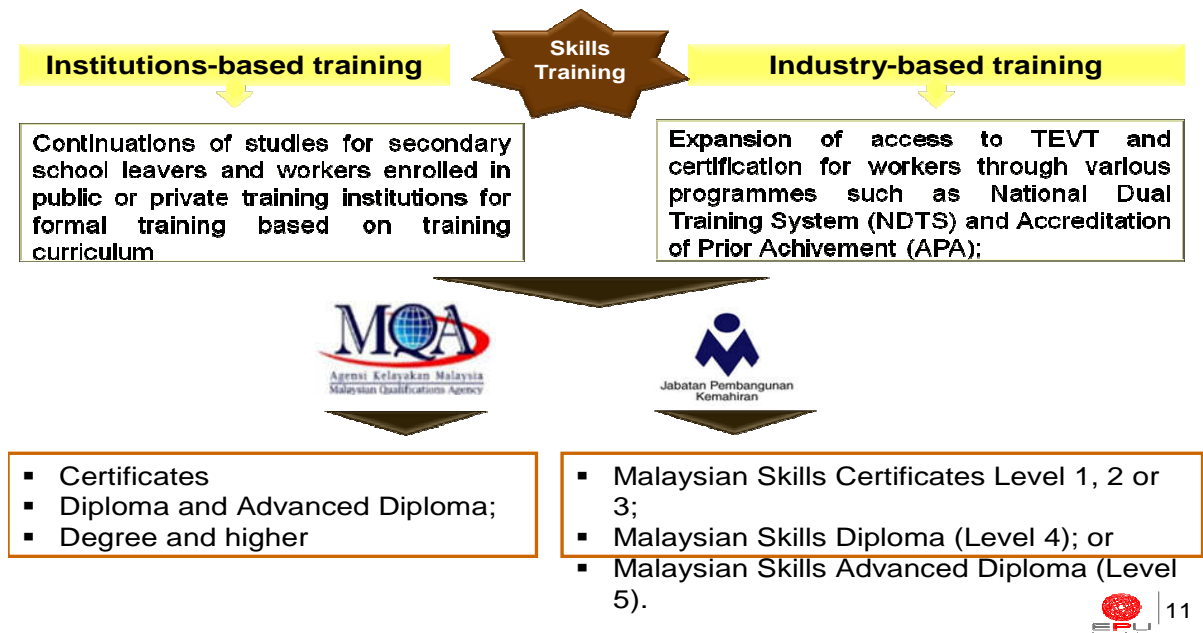 Skills
Training
Institutions-based training
Industry-based training
Continuations of studies for secondary
school leavers and workers enrolled in
public or private training institutions for
formal training based on training
curriculum
Expansion of access to TEVT and
certification for workers through various
programmes such as National Dual
Training System (NDTS) and Accreditation
of Prior Achivement (APA);
MQA
Agensi Kelayakan Malaysia
Malaysian Qualifications Agency
Jabatan Pembangunan
Kemahiran
▪ Certificates
▪ Diploma and Advanced Diploma;
▪ Degree and higher
▪ Malaysian Skills Certificates Level 1, 2 or
3;
▪ Malaysian Skills Diploma (Level 4); or
▪ Malaysian Skills Advanced Diploma (Level
5).
EPU
11